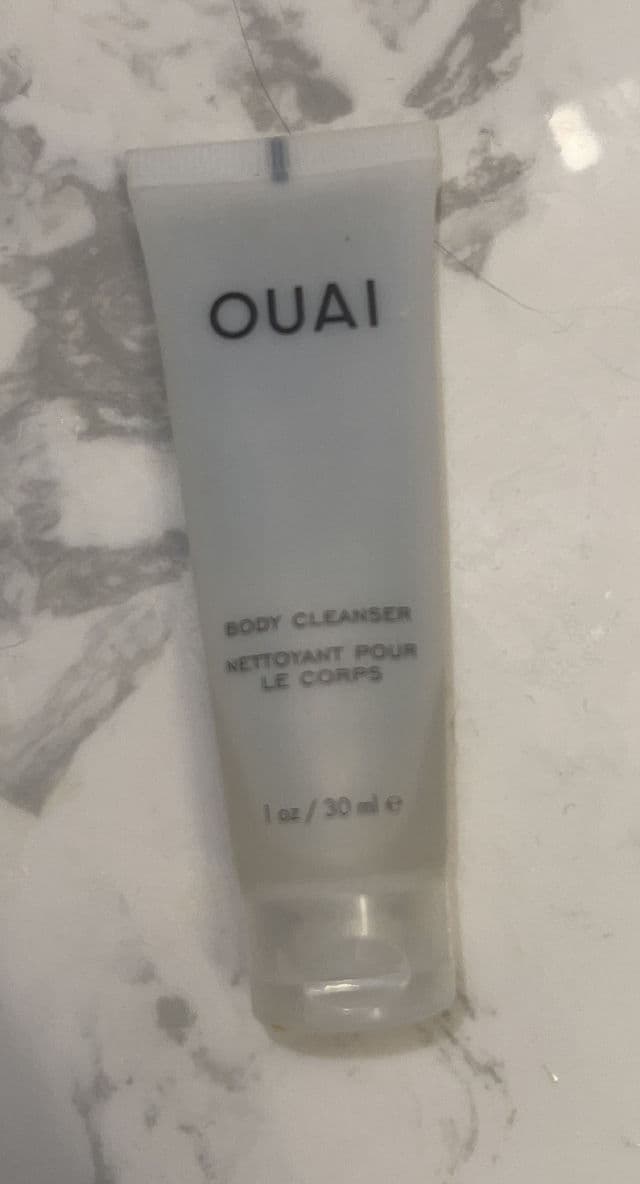 OUAI
BODY CLEANSER
NETTOYANT POUR
LE CORPS
1 oz / 30 ml ℮